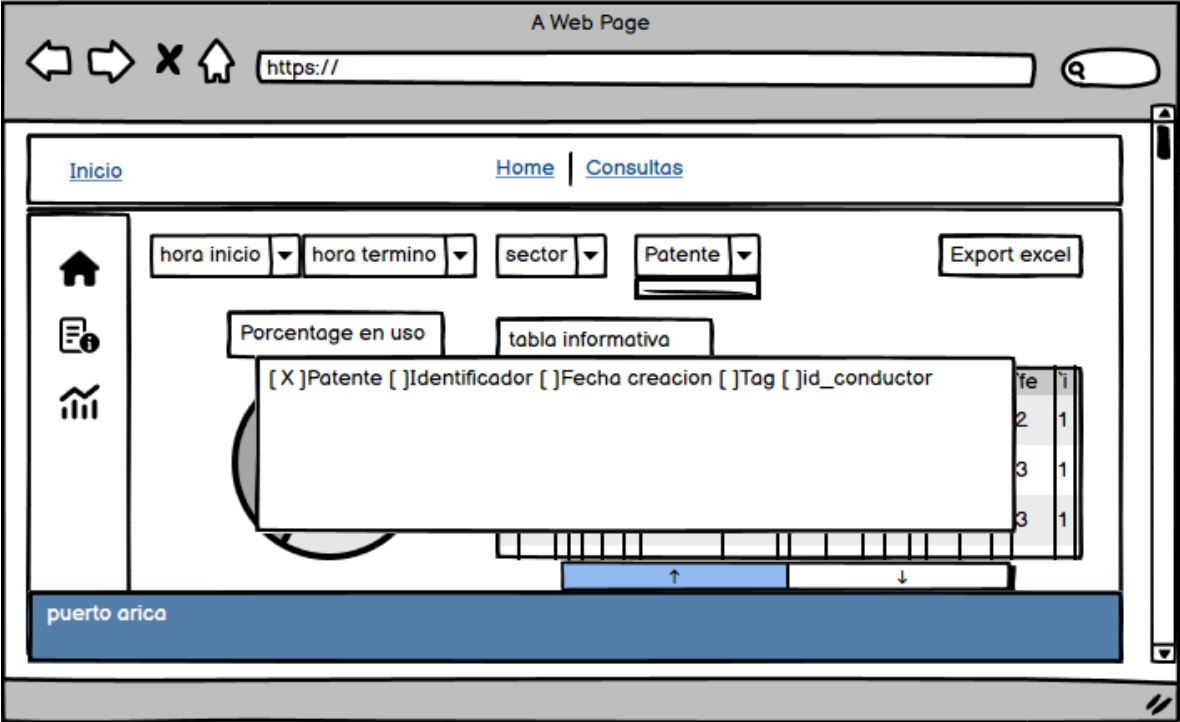 A Web Page
https://
Inicio Home Consultas
hora inicio hora termino sector Patente Export excel
Porcentage en uso tabla informativa
[ X ]Patente [ ]Identificador [ ]Fecha creacion [ ]Tag [ ]id_conductor
fe i
2 1
3 1
3 1
↑ ↓
puerto arica